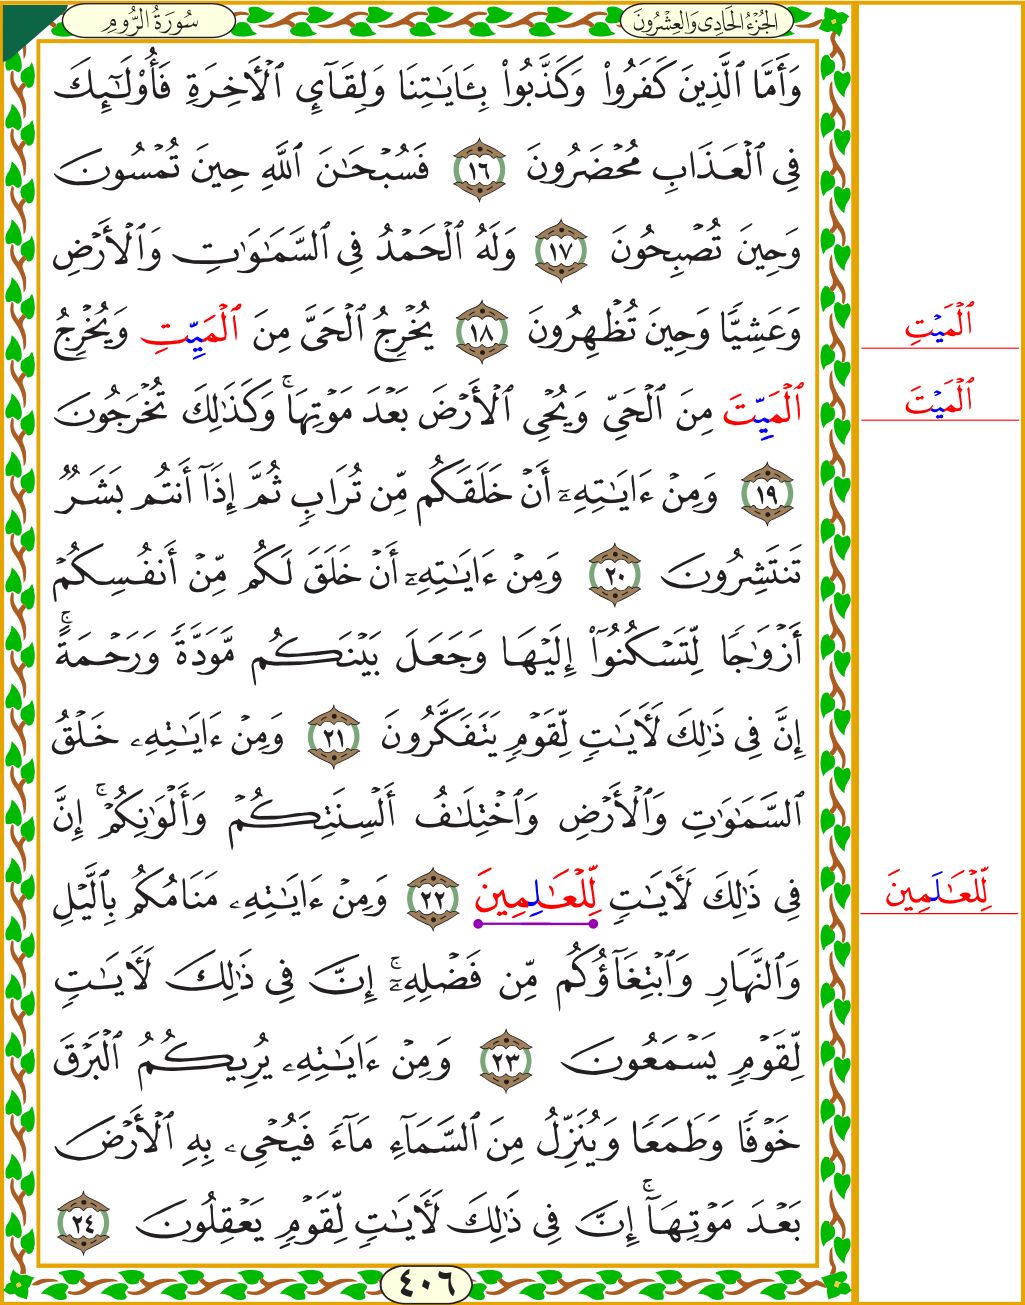 الجُزْءُ الحَادِي وَالعِشْرُونَ
سُورَةُ الرُّومِ
وَأَمَّا ٱلَّذِينَ كَفَرُواْ وَكَذَّبُواْ بِـَٔايَٰتِنَا وَلِقَآيِٕ ٱلْأٓخِرَةِ فَأُوْلَٰٓئِكَ
فِي ٱلْعَذَابِ مُحْضَرُونَ ١٦ فَسُبْحَٰنَ ٱللَّهِ حِينَ تُمْسُونَ
وَحِينَ تُصْبِحُونَ ١٧ وَلَهُ ٱلْحَمْدُ فِي ٱلسَّمَٰوَٰتِ وَٱلْأَرْضِ
وَعَشِيًّا وَحِينَ تُظْهِرُونَ ١٨ يُخْرِجُ ٱلْحَيَّ مِنَ ٱلْمَيِّتِ وَيُخْرِجُ
ٱلْمَيِّتَ مِنَ ٱلْحَيِّ وَيُحْيِ ٱلْأَرْضَ بَعْدَ مَوْتِهَاۚ وَكَذَٰلِكَ تُخْرَجُونَ
١٩ وَمِنْ ءَايَٰتِهِۦٓ أَنْ خَلَقَكُم مِّن تُرَابٖ ثُمَّ إِذَآ أَنتُم بَشَرٞ
تَنتَشِرُونَ ٢٠ وَمِنْ ءَايَٰتِهِۦٓ أَنْ خَلَقَ لَكُم مِّنْ أَنفُسِكُمْ
أَزْوَٰجٗا لِّتَسْكُنُوٓاْ إِلَيْهَا وَجَعَلَ بَيْنَكُم مَّوَدَّةٗ وَرَحْمَةًۚ
إِنَّ فِي ذَٰلِكَ لَأٓيَٰتٖ لِّقَوْمٖ يَتَفَكَّرُونَ ٢١ وَمِنْ ءَايَٰتِهِۦ خَلْقُ
ٱلسَّمَٰوَٰتِ وَٱلْأَرْضِ وَٱخْتِلَٰفُ أَلْسِنَتِكُمْ وَأَلْوَٰنِكُمْۚ إِنَّ
فِي ذَٰلِكَ لَأٓيَٰتٖ لِّلْعَٰلِمِينَ ٢٢ وَمِنْ ءَايَٰتِهِۦ مَنَامُكُم بِٱلَّيْلِ
وَٱلنَّهَارِ وَٱبْتِغَآؤُكُم مِّن فَضْلِهِۦٓۚ إِنَّ فِي ذَٰلِكَ لَأٓيَٰتٖ
لِّقَوْمٖ يَسْمَعُونَ ٢٣ وَمِنْ ءَايَٰتِهِۦ يُرِيكُمُ ٱلْبَرْقَ
خَوْفٗا وَطَمَعٗا وَيُنَزِّلُ مِنَ ٱلسَّمَآءِ مَآءٗ فَيُحْيِۦ بِهِ ٱلْأَرْضَ
بَعْدَ مَوْتِهَآۚ إِنَّ فِي ذَٰلِكَ لَأٓيَٰتٖ لِّقَوْمٖ يَعْقِلُونَ ٢٤
٤٠٦
ٱلْمَيْتِ
ٱلْمَيْتَ
لِّلْعَٰلَمِينَ